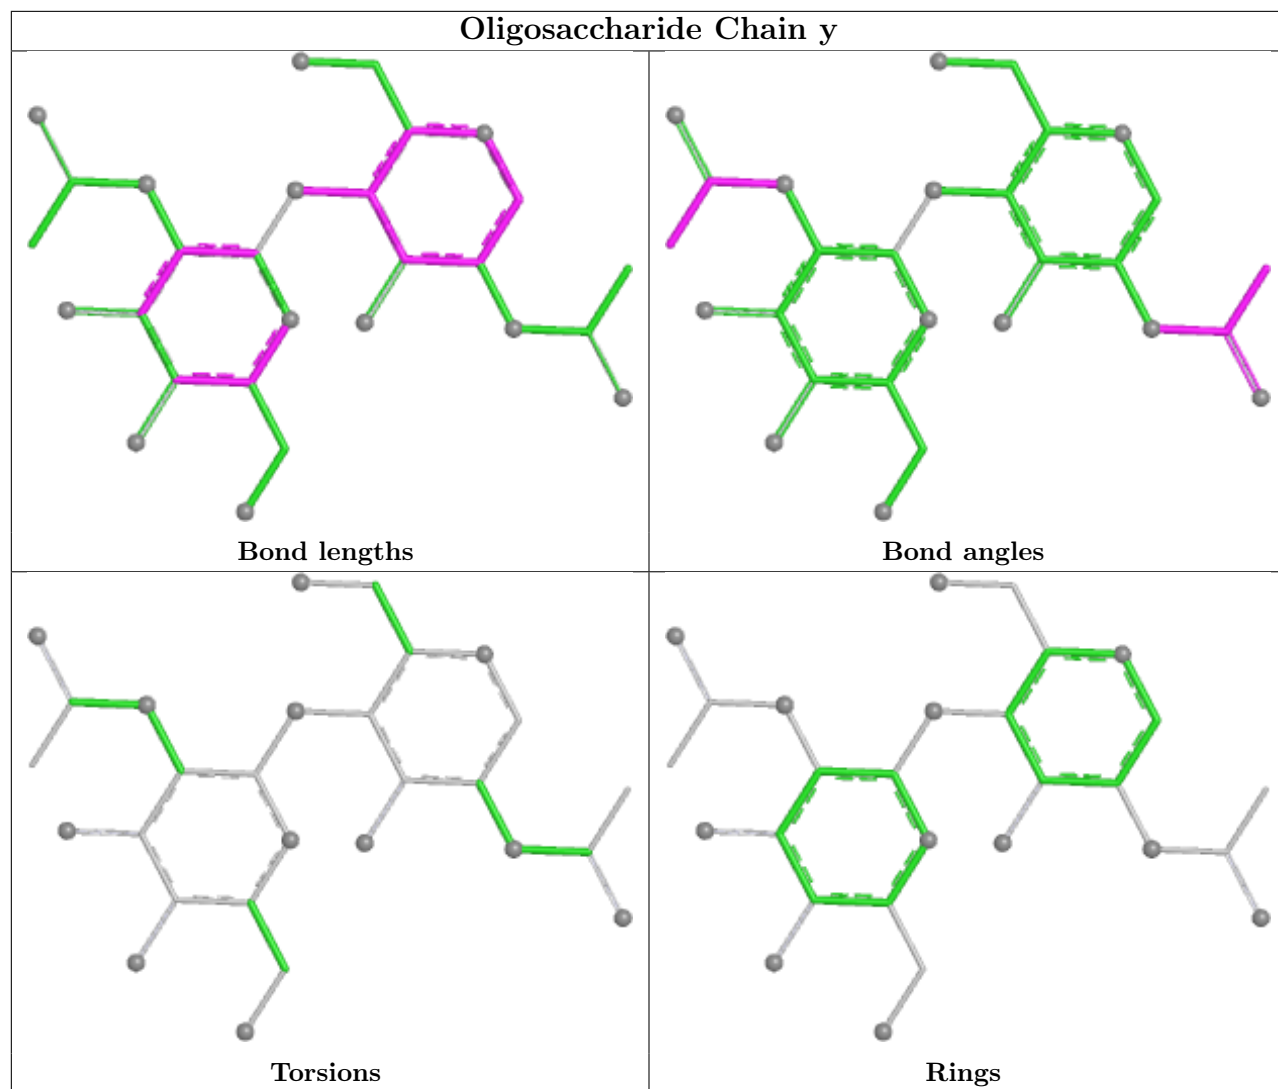 Oligosaccharide Chain y
Bond lengths
Bond angles
Torsions
Rings